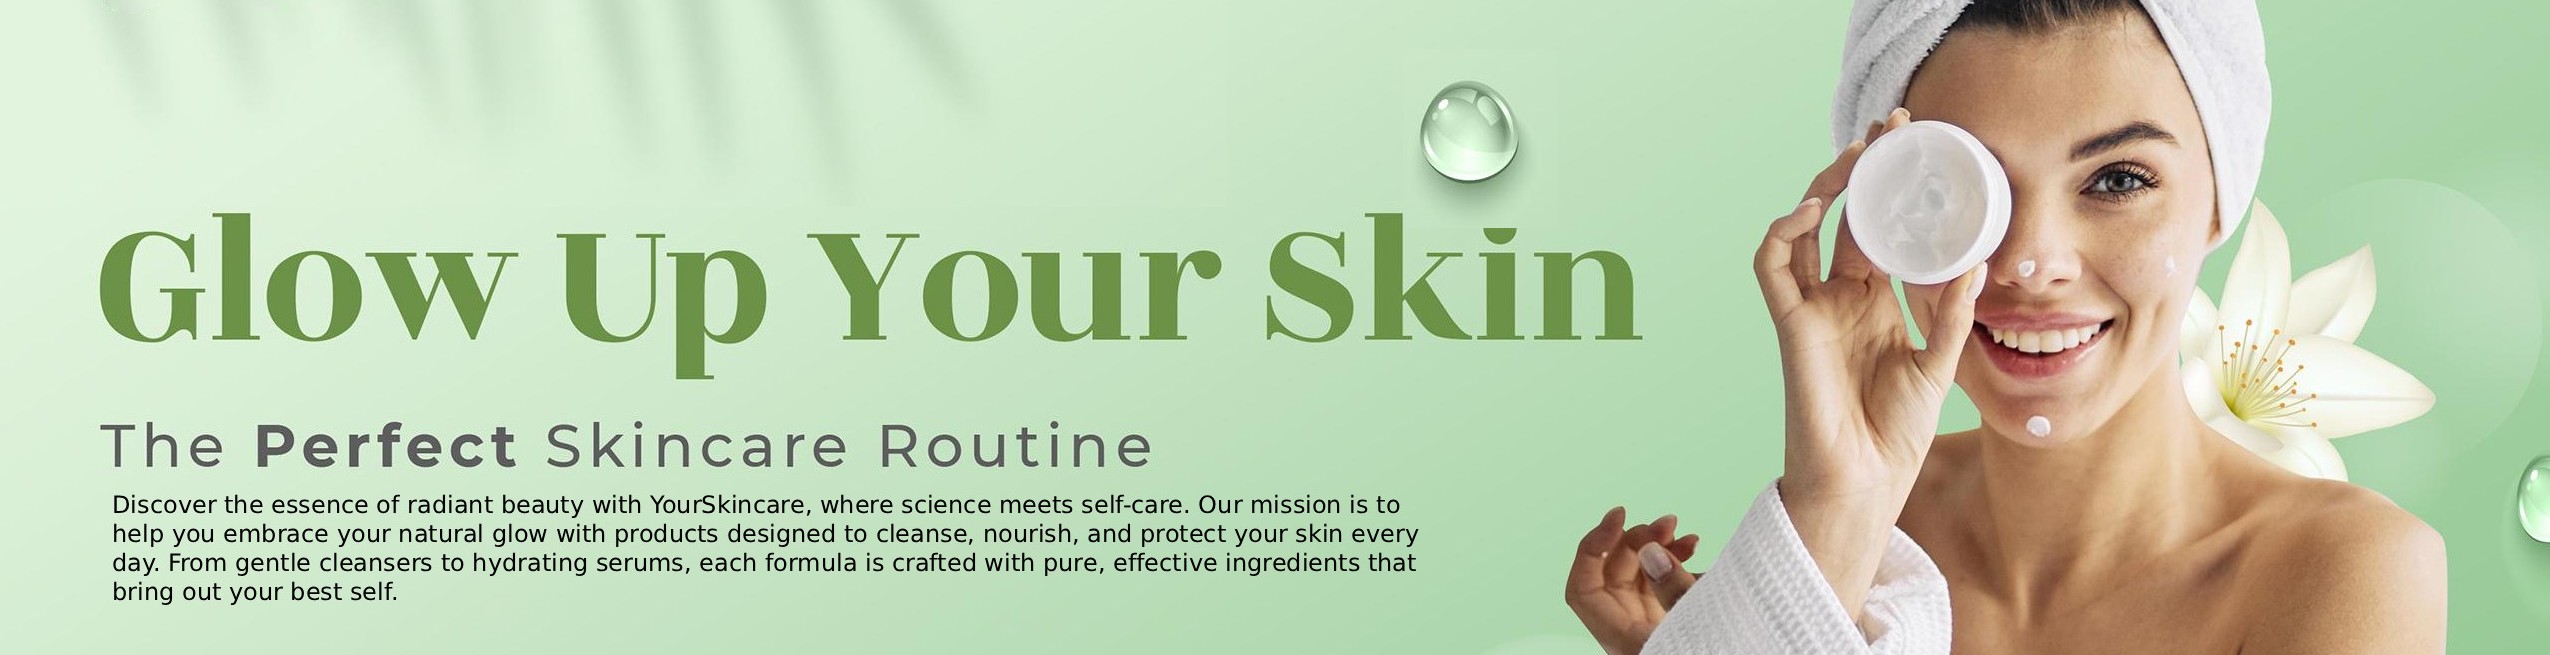 Glow Up Your Skin
The Perfect Skincare Routine
Discover the essence of radiant beauty with YourSkincare, where science meets self-care. Our mission is to
help you embrace your natural glow with products designed to cleanse, nourish, and protect your skin every
day. From gentle cleansers to hydrating serums, each formula is crafted with pure, effective ingredients that
bring out your best self.